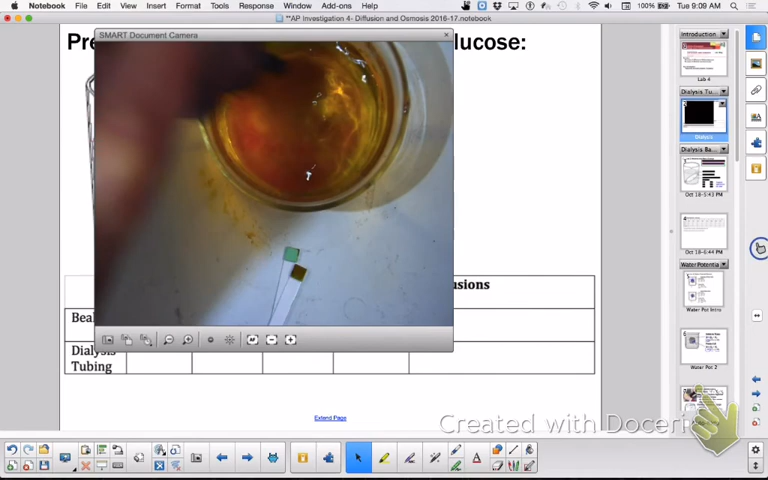 Notebook File Edit View Insert Format Tools Response Window Add-ons Help 100% Tue 9:09 AM
**AP Investigation 4- Diffusion and Osmosis 2016-17.notebook
Pre
lucose:
SMART Document Camera
usions
Bea
Dialysis
Tubing
Extend Page
Created with Doceri
Introduction
Lab 4
Dialysis Tu...
Dialysis
Dialysis Ba...
Oct 18-5:43 PM
Oct 18-6:44 PM
Water Potentia
Water Pot Intro
Water Pot 2